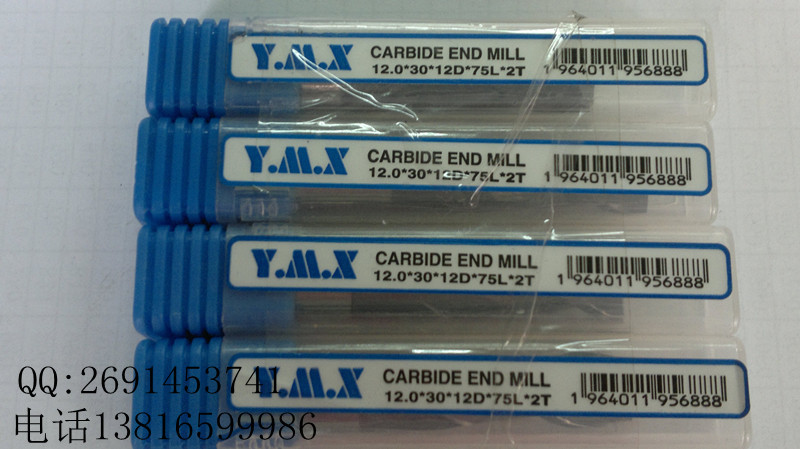 Y.M.X CARBIDE END MILL
12.0*30*12D*75L*2T
1 964011 956888
Y.M.X CARBIDE END MILL
12.0*30*12D*75L*2T
1 964011 956888
Y.M.X CARBIDE END MILL
12.0*30*12D*75L*2T
1 964011 956888
Y.M.X CARBIDE END MILL
12.0*30*12D*75L*2T
1 964011 956888
QQ:2691453741
电话13816599986